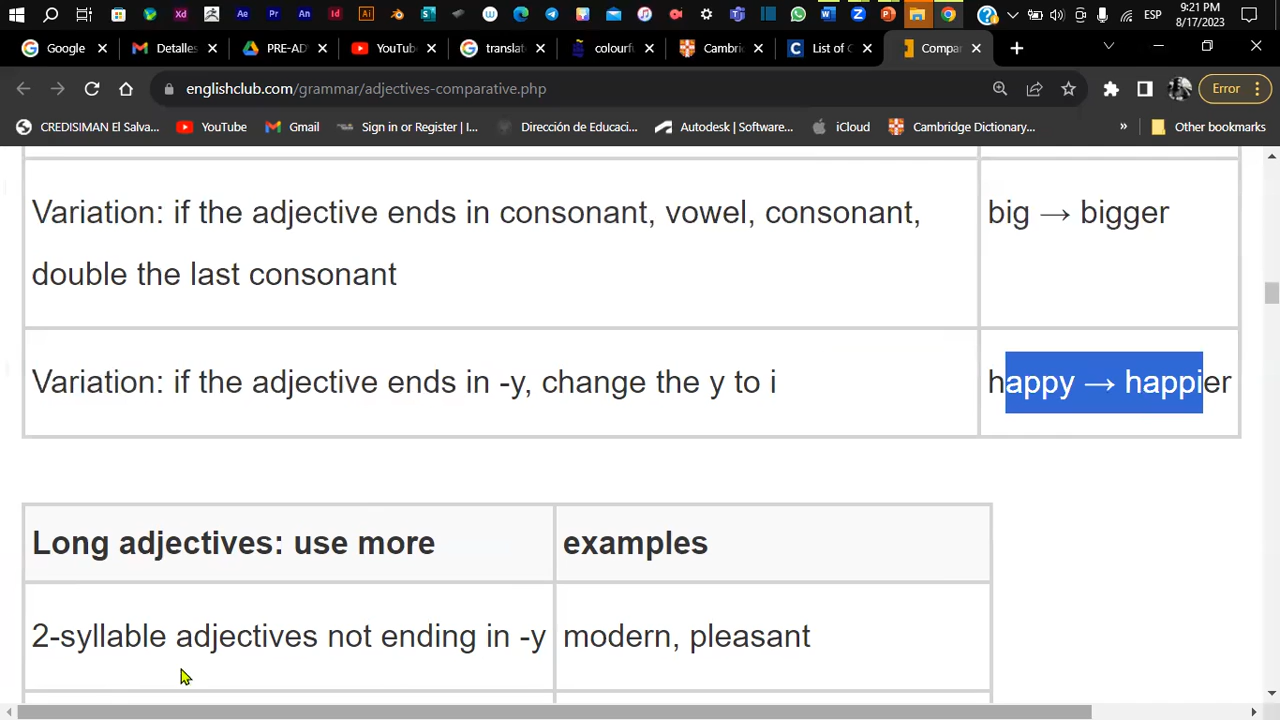 9:21 PM
ESP
8/17/2023
Google
Detalles
PRE-AD
YouTube
translat
colourfu
Cambri
List of C
Compar
englishclub.com/grammar/adjectives-comparative.php
Error
CREDISIMAN El Salva...
YouTube
Gmail
Sign in or Register | I...
Dirección de Educaci...
Autodesk | Software...
iCloud
Cambridge Dictionary...
»
Other bookmarks
Variation: if the adjective ends in consonant, vowel, consonant,
double the last consonant
big → bigger
Variation: if the adjective ends in -y, change the y to i
happy → happier
Long adjectives: use more
examples
2-syllable adjectives not ending in -y
modern, pleasant